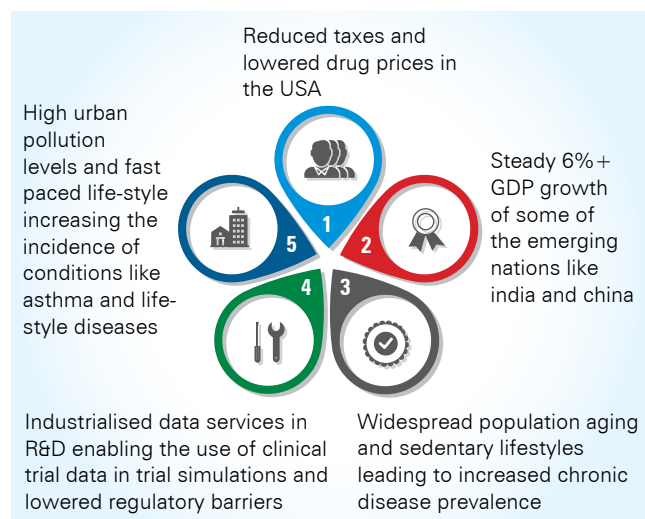 Reduced taxes and
lowered drug prices in
the USA
1
Steady 6%+
GDP growth
of some of
the emerging
nations like
india and china
2
Widespread population aging
and sedentary lifestyles
leading to increased chronic
disease prevalence
3
Industrialised data services in
R&D enabling the use of clinical
trial data in trial simulations and
lowered regulatory barriers
4
High urban
pollution
levels and fast
paced life-style
increasing the
incidence of
conditions like
asthma and life-
style diseases
5